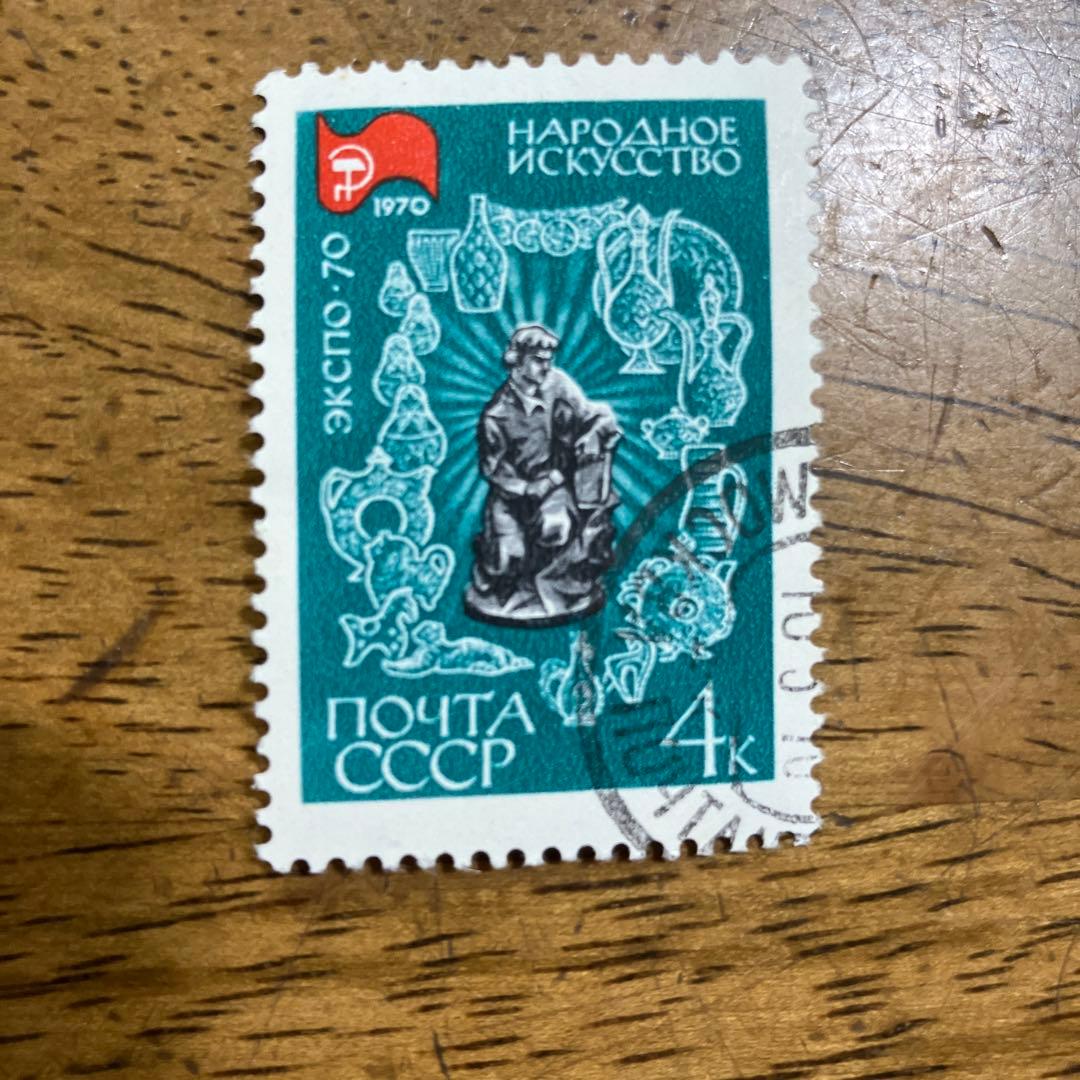 НАРОДНОЕ
ИСКУССТВО
1970
ЭКСПО·70
ПОЧТА
СССР
4К